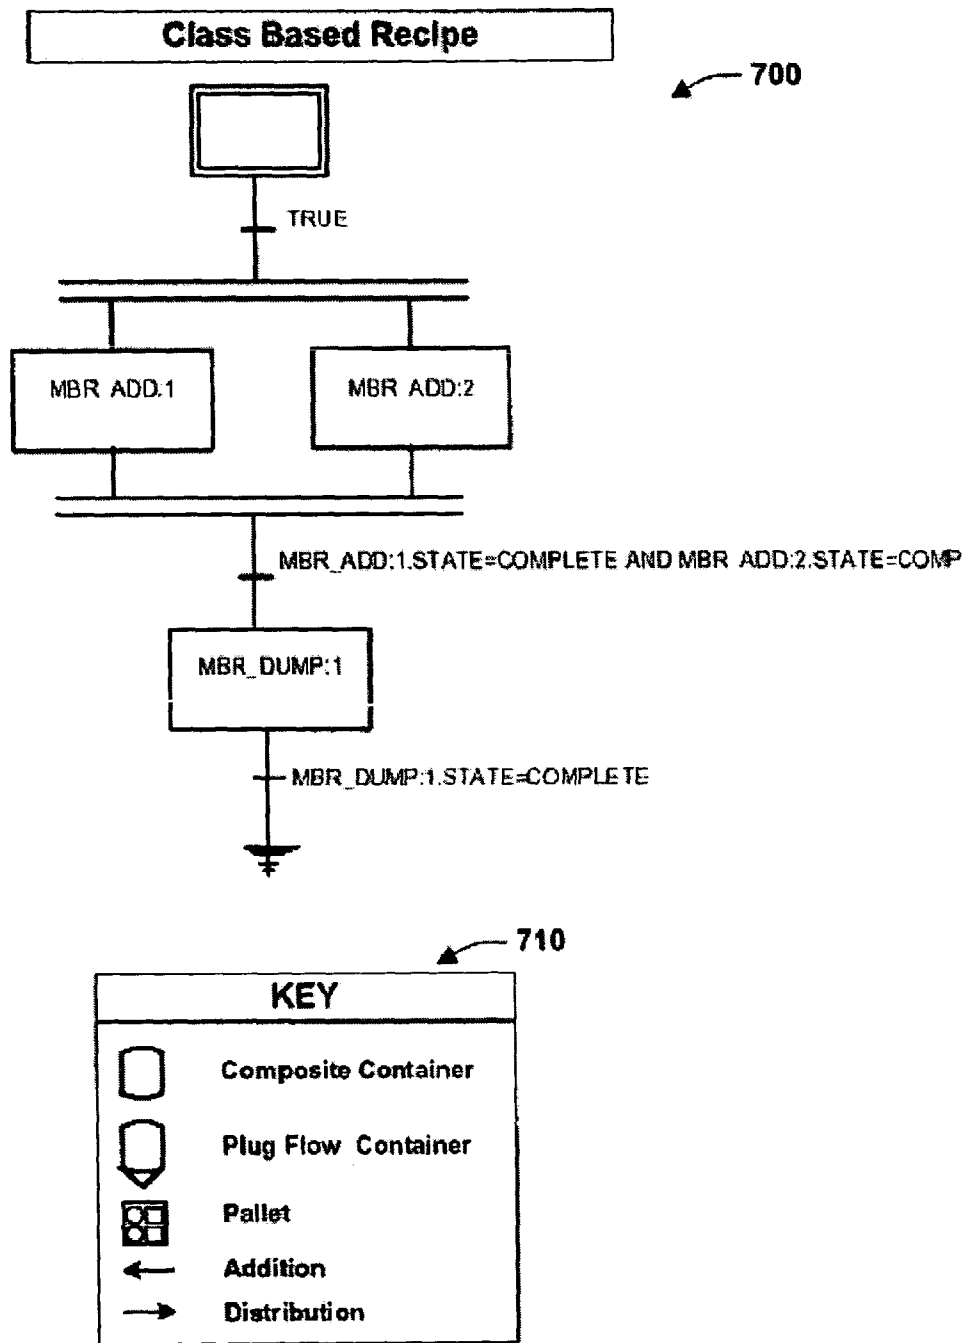 Class Based Recipe
700
TRUE
MBR ADD:1
MBR ADD:2
MBR_ADD:1.STATE=COMPLETE AND MBR ADD:2.STATE=COMP
MBR_DUMP:1
MBR_DUMP:1.STATE=COMPLETE
710
KEY
Composite Container
Plug Flow Container
Pallet
Addition
Distribution